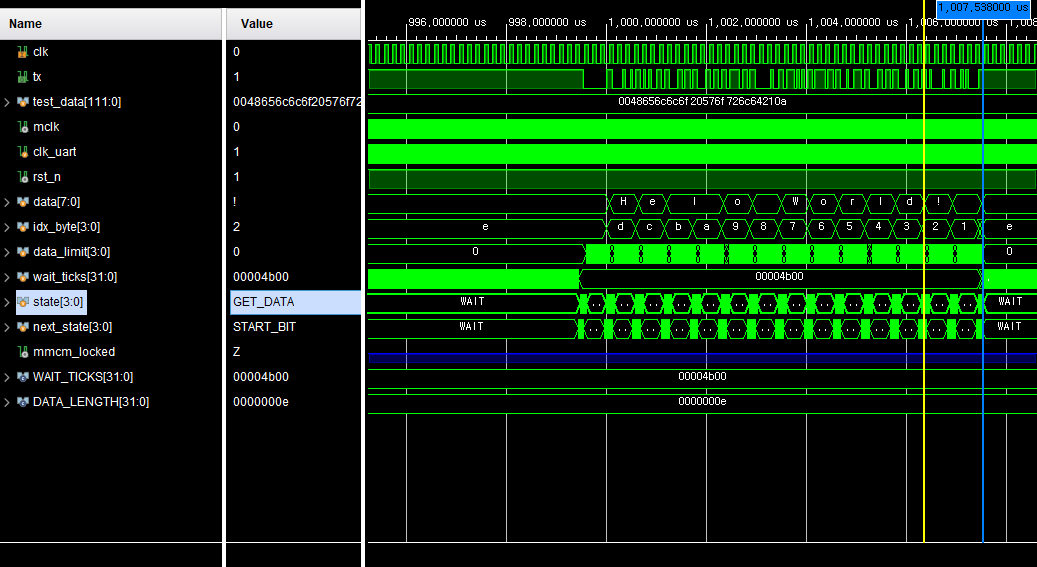 1,007.538000 us
Name Value 996,000000 us 998,000000 us 1,000,000000 us 1,002,000000 us 1,004,000000 us 1,006,000000 us 1,008
clk 0
tx 1
test_data[111:0] 0048656c6c6f20576f72 0048656c6c6f20576f726c64210a
mclk 0
clk_uart 1
rst_n 1
data[7:0] ! H e l o W o r l d !
idx_byte[3:0] 2 e d c b a 9 8 7 6 5 4 3 2 1 e
data_limit[3:0] 0 0 0
wait_ticks[31:0] 00004b00 00004b00
state[3:0] GET_DATA WAIT .. .. .. .. .. .. .. .. .. .. .. .. .. .. WAIT
next_state[3:0] START_BIT WAIT .. .. .. .. .. .. .. .. .. .. .. .. .. .. WAIT
mmcm_locked Z
WAIT_TICKS[31:0] 00004b00 00004b00
DATA_LENGTH[31:0] 0000000e 0000000e